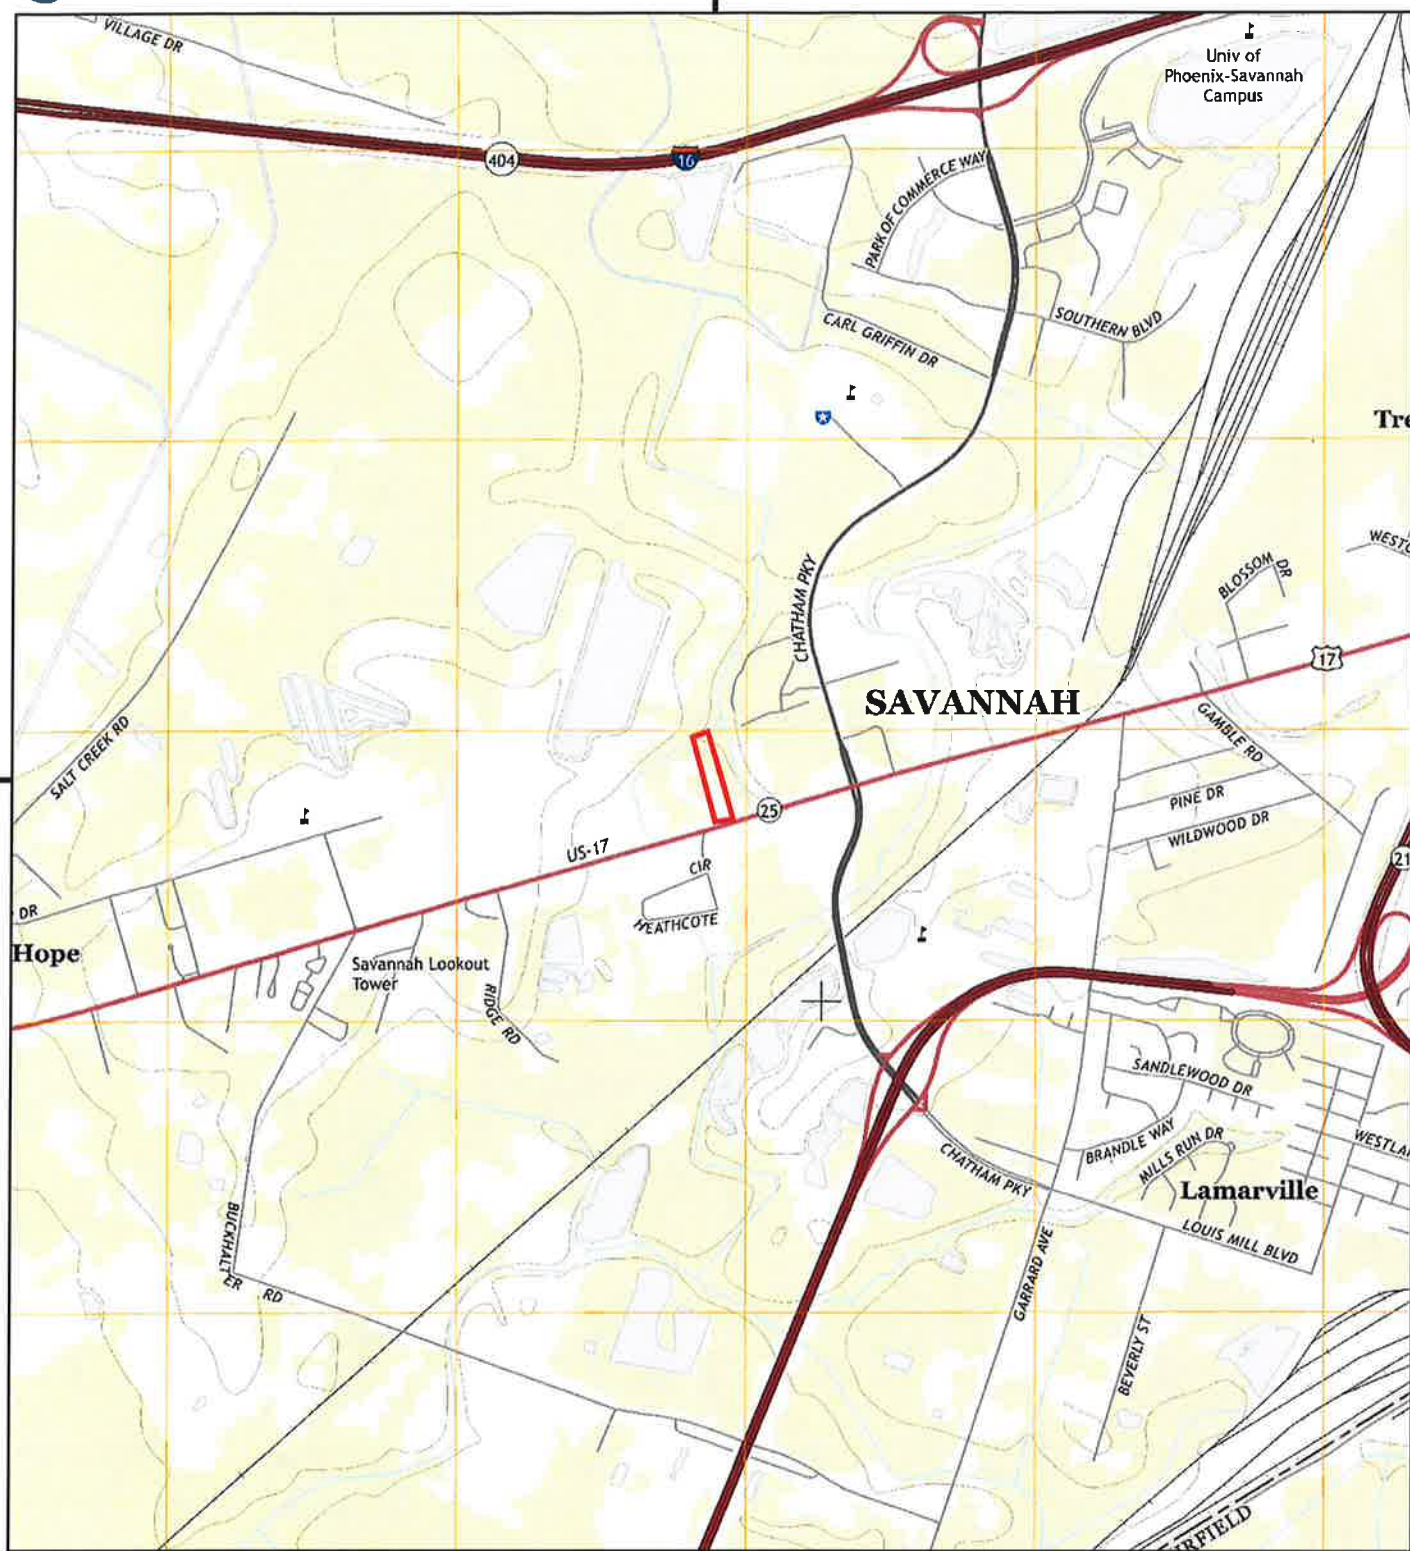 VILLAGE DR
Univ of
Phoenix-Savannah
Campus
404
16
PARK OF COMMERCE WAY
SOUTHERN BLVD
CARL GRIFFIN DR
Tre
WESTC
BLOSSOM DR
CHATHAM PKY
17
SAVANNAH
GAMBLE RD
SALT CREEK RD
PINE DR
25
WILDWOOD DR
US-17
21
CIR
HEATHCOTE
DR
Hope
Savannah Lookout
Tower
RIDGE RD
SANDLEWOOD DR
BRANDLE WAY
MILLS RUN DR
WESTLA
CHATHAM PKY
Lamarville
LOUIS MILL BLVD
BUCKHALTER RD
GARRARD AVE
BEVERLY ST
RFIELD